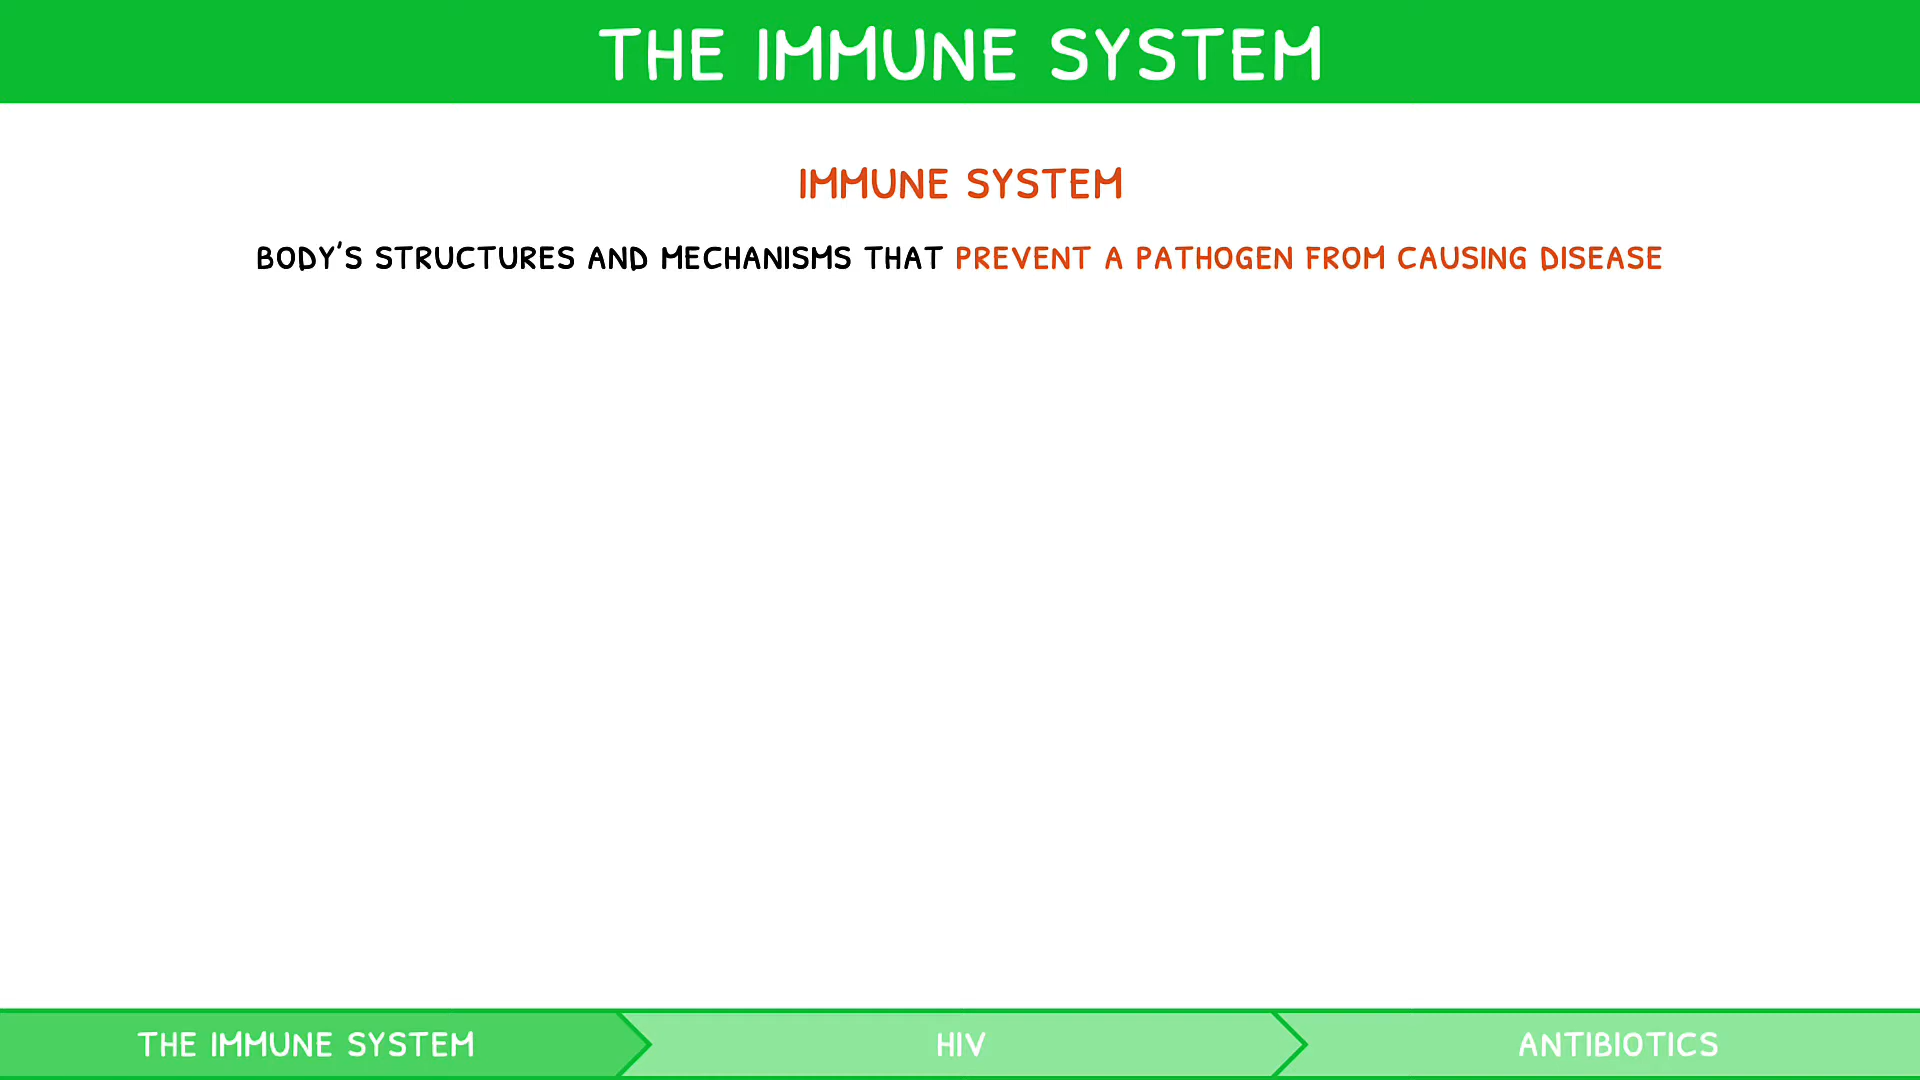 THE IMMUNE SYSTEM
IMMUNE SYSTEM
BODY'S STRUCTURES AND MECHANISMS THAT PREVENT A PATHOGEN FROM CAUSING DISEASE
THE IMMUNE SYSTEM
HIV
ANTIBIOTICS